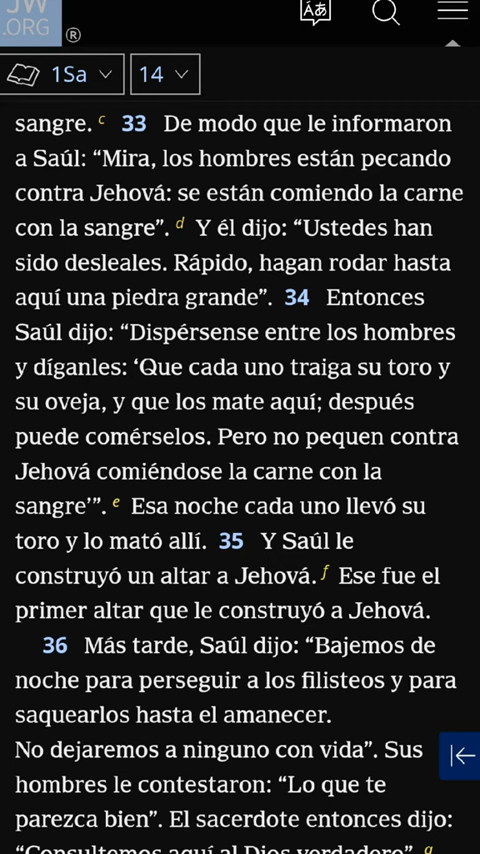 JW
.ORG
®
Áあ
1Sa
14
sangre. c 33 De modo que le informaron
a Saúl: “Mira, los hombres están pecando
contra Jehová: se están comiendo la carne
con la sangre”. d Y él dijo: “Ustedes han
sido desleales. Rápido, hagan rodar hasta
aquí una piedra grande”. 34 Entonces
Saúl dijo: “Dispérsense entre los hombres
y díganles: ‘Que cada uno traiga su toro y
su oveja, y que los mate aquí; después
puede comérselos. Pero no pequen contra
Jehová comiéndose la carne con la
sangre’”. e Esa noche cada uno llevó su
toro y lo mató allí. 35 Y Saúl le
construyó un altar a Jehová. f Ese fue el
primer altar que le construyó a Jehová.
36 Más tarde, Saúl dijo: “Bajemos de
noche para perseguir a los filisteos y para
saquearlos hasta el amanecer.
No dejaremos a ninguno con vida”. Sus
hombres le contestaron: “Lo que te
parezca bien”. El sacerdote entonces dijo:
“Consultemos aquí al Dios verdadero”. g